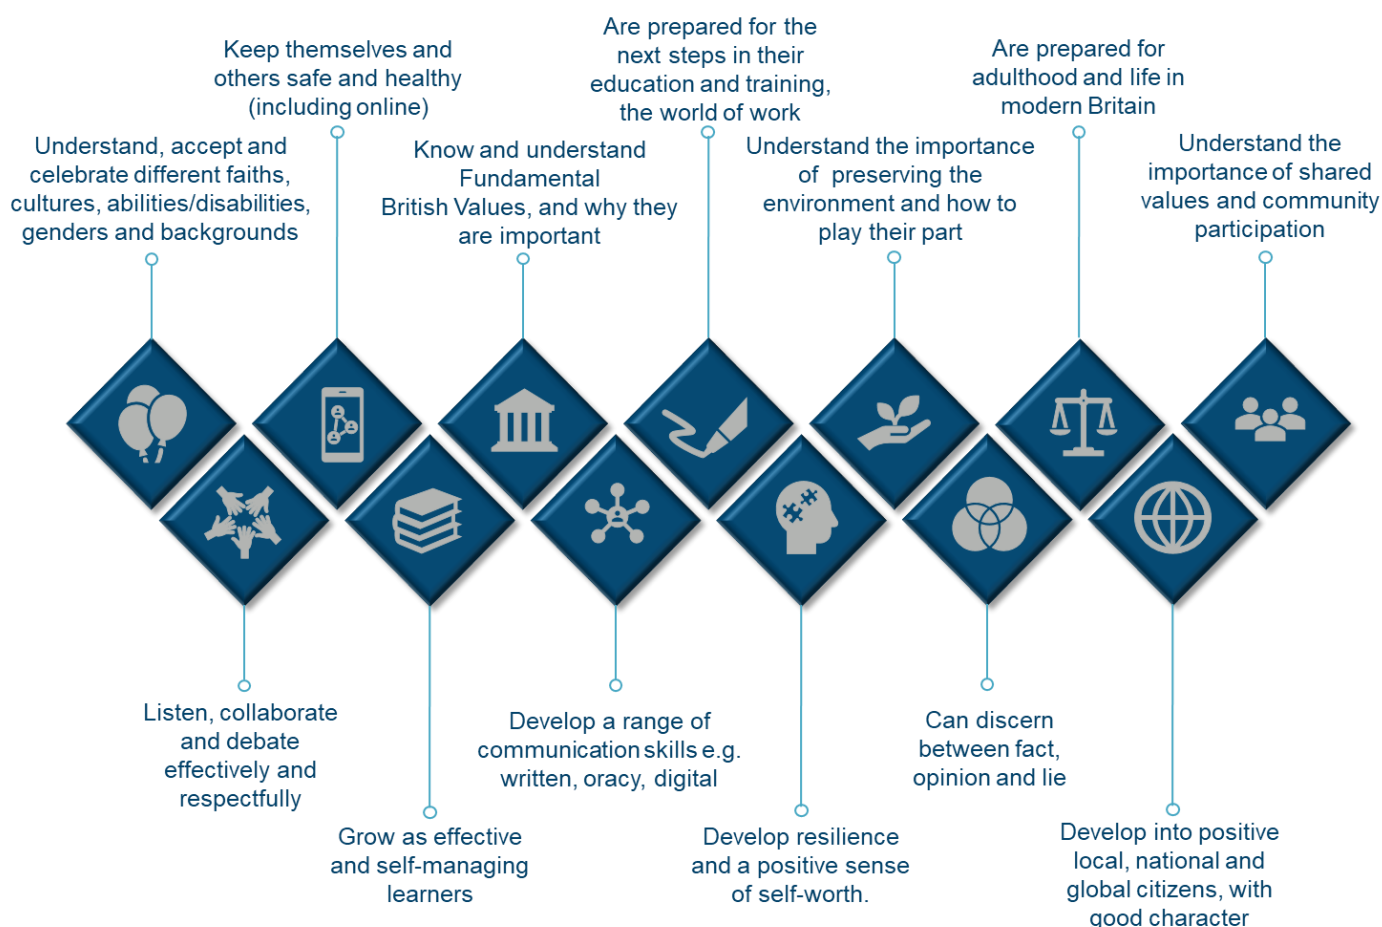 Understand, accept and
celebrate different faiths,
cultures, abilities/disabilities,
genders and backgrounds
Keep themselves and
others safe and healthy
(including online)
Know and understand
Fundamental
British Values, and why they
are important
Are prepared for the
next steps in their
education and training,
the world of work
Understand the importance
of preserving the
environment and how to
play their part
Are prepared for
adulthood and life in
modern Britain
Understand the
importance of shared
values and community
participation
Listen, collaborate
and debate
effectively and
respectfully
Grow as effective
and self-managing
learners
Develop a range of
communication skills e.g.
written, oracy, digital
Develop resilience
and a positive sense
of self-worth.
Can discern
between fact,
opinion and lie
Develop into positive
local, national and
global citizens, with
good character